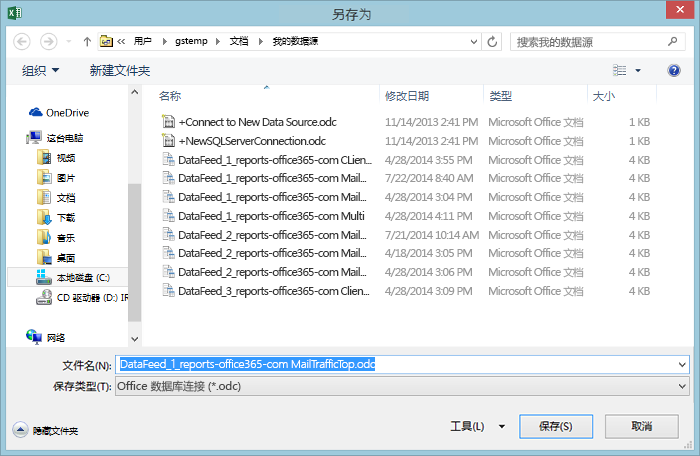 另存为
用户 gstemp 文档 我的数据源 搜索我的数据源
组织 新建文件夹
名称 修改日期 类型 大小
OneDrive
这台电脑
视频
图片
文档
下载
音乐
桌面
本地磁盘 (C:)
CD 驱动器 (D:) IR
网络
+Connect to New Data Source.odc 11/14/2013 2:41 PM Microsoft Office 文档 1 KB
+NewSQLServerConnection.odc 11/14/2013 2:41 PM Microsoft Office 文档 1 KB
DataFeed_1_reports-office365-com CLien... 4/28/2014 3:55 PM Microsoft Office 文档 4 KB
DataFeed_1_reports-office365-com Mail... 7/22/2014 8:40 AM Microsoft Office 文档 4 KB
DataFeed_1_reports-office365-com Mail... 4/28/2014 3:04 PM Microsoft Office 文档 4 KB
DataFeed_1_reports-office365-com Multi 4/28/2014 4:11 PM Microsoft Office 文档 4 KB
DataFeed_2_reports-office365-com Mail... 7/21/2014 10:14 AM Microsoft Office 文档 4 KB
DataFeed_2_reports-office365-com Mail... 4/18/2014 3:05 PM Microsoft Office 文档 4 KB
DataFeed_2_reports-office365-com Mail... 4/28/2014 3:06 PM Microsoft Office 文档 4 KB
DataFeed_3_reports-office365-com Clien... 4/28/2014 3:09 PM Microsoft Office 文档 4 KB
文件名(N): DataFeed_1_reports-office365-com MailTrafficTop.odc
保存类型(T): Office 数据库连接 (*.odc)
隐藏文件夹 工具(L) 保存(S) 取消